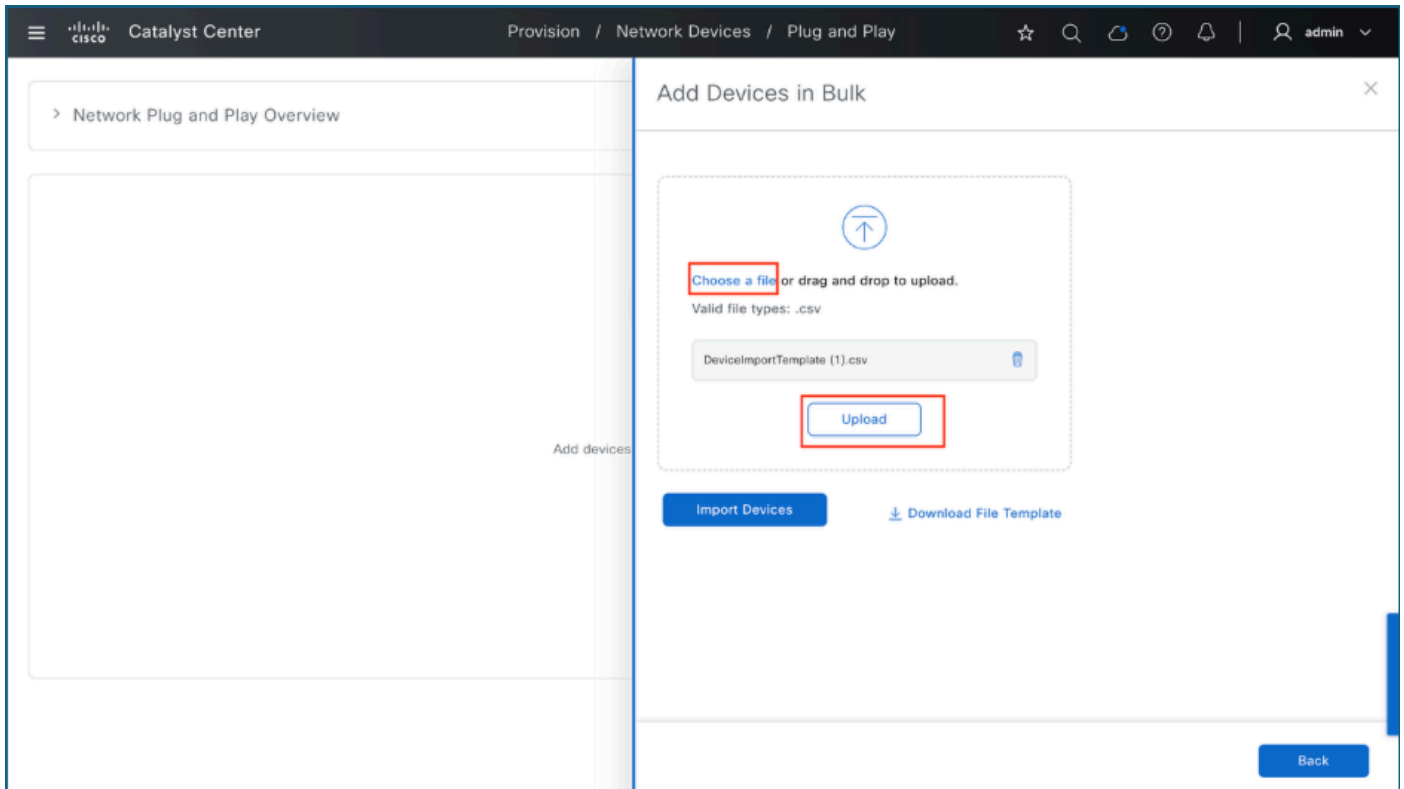 CISCO
Catalyst Center
Provision / Network Devices / Plug and Play
admin
Network Plug and Play Overview
Add devices
Add Devices in Bulk
Choose a file or drag and drop to upload.
Valid file types: .csv
DeviceImportTemplate (1).csv
Upload
Import Devices
Download File Template
Back